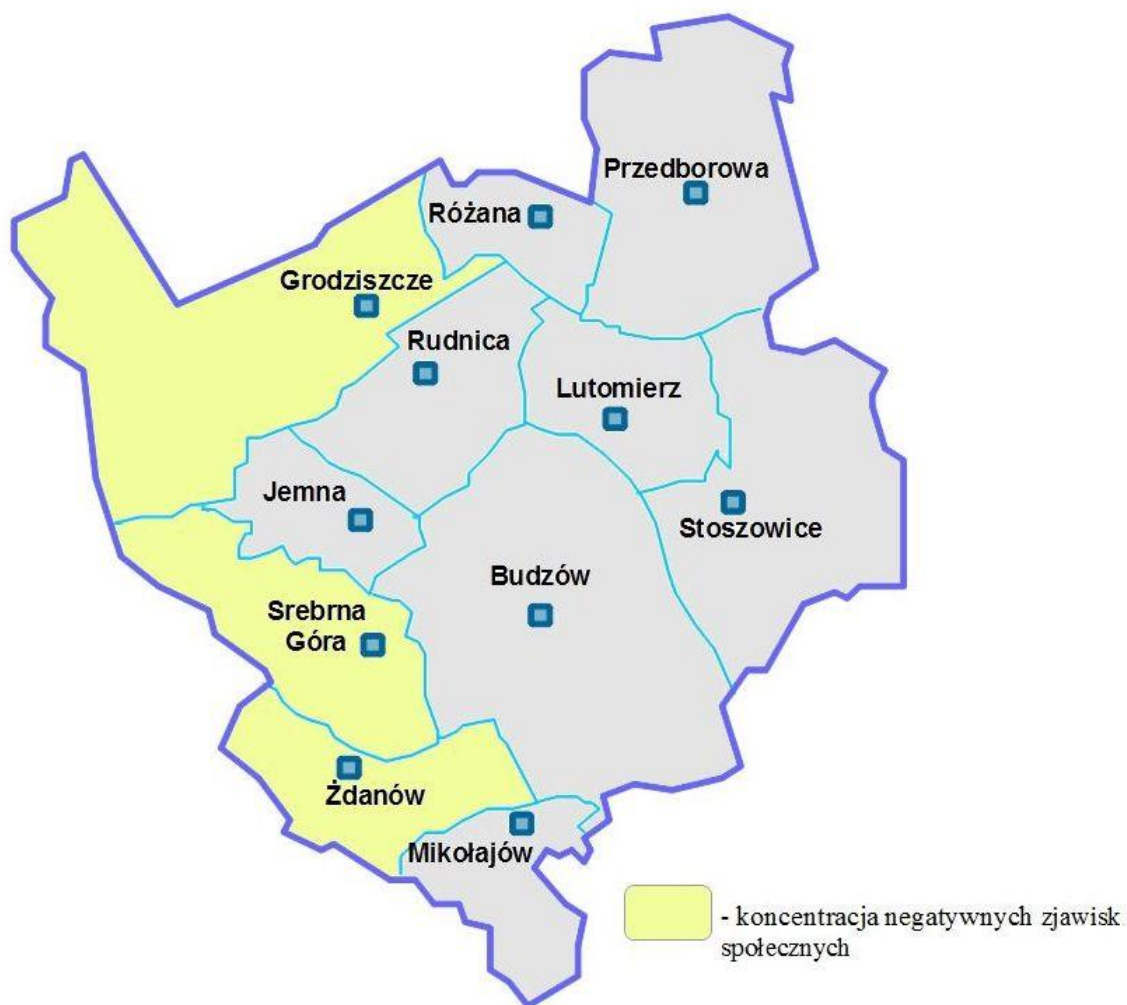 Przedborowa
Różana
Grodziszcze
Rudnica
Lutomierz
Jemna
Stoszowice
Budzów
Srebrna
Góra
Żdanów
Mikołajów
- koncentracja negatywnych zjawisk
społecznych